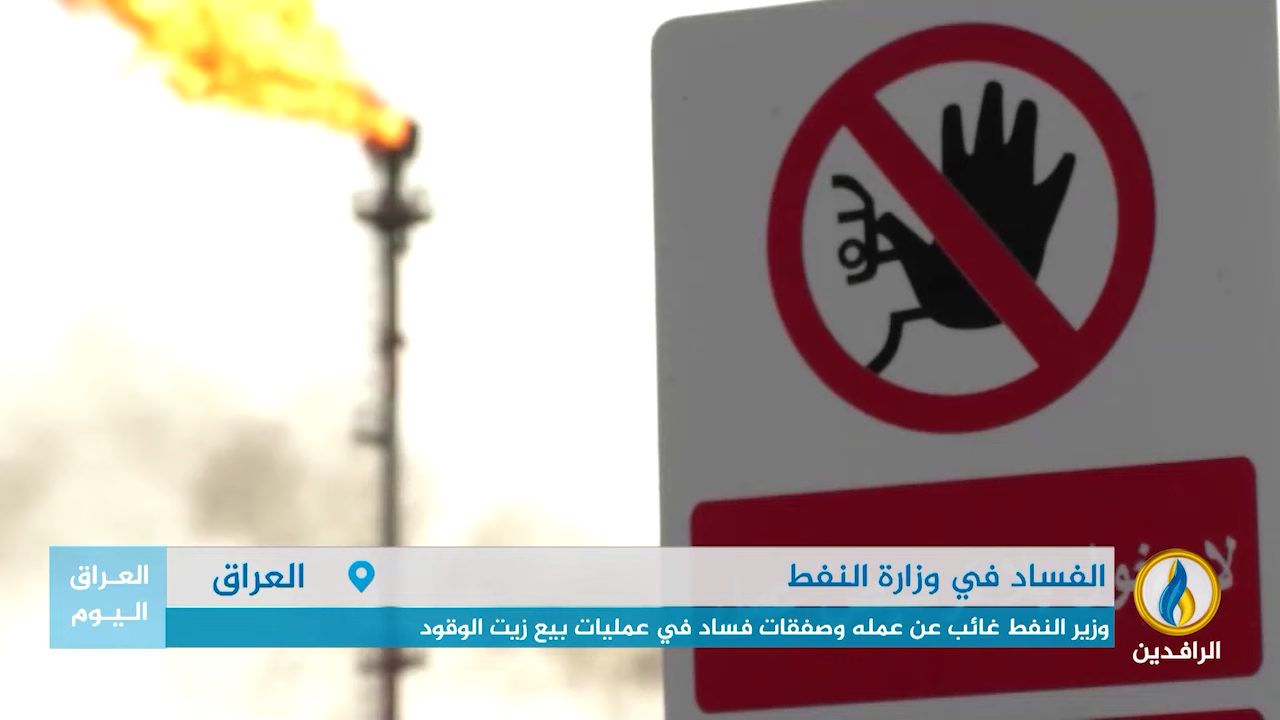 الفساد في وزارة النفط
العراق
وزير النفط غائب عن عمله وصفقات فساد في عمليات بيع زيت الوقود
العراق
اليوم
الرافدين